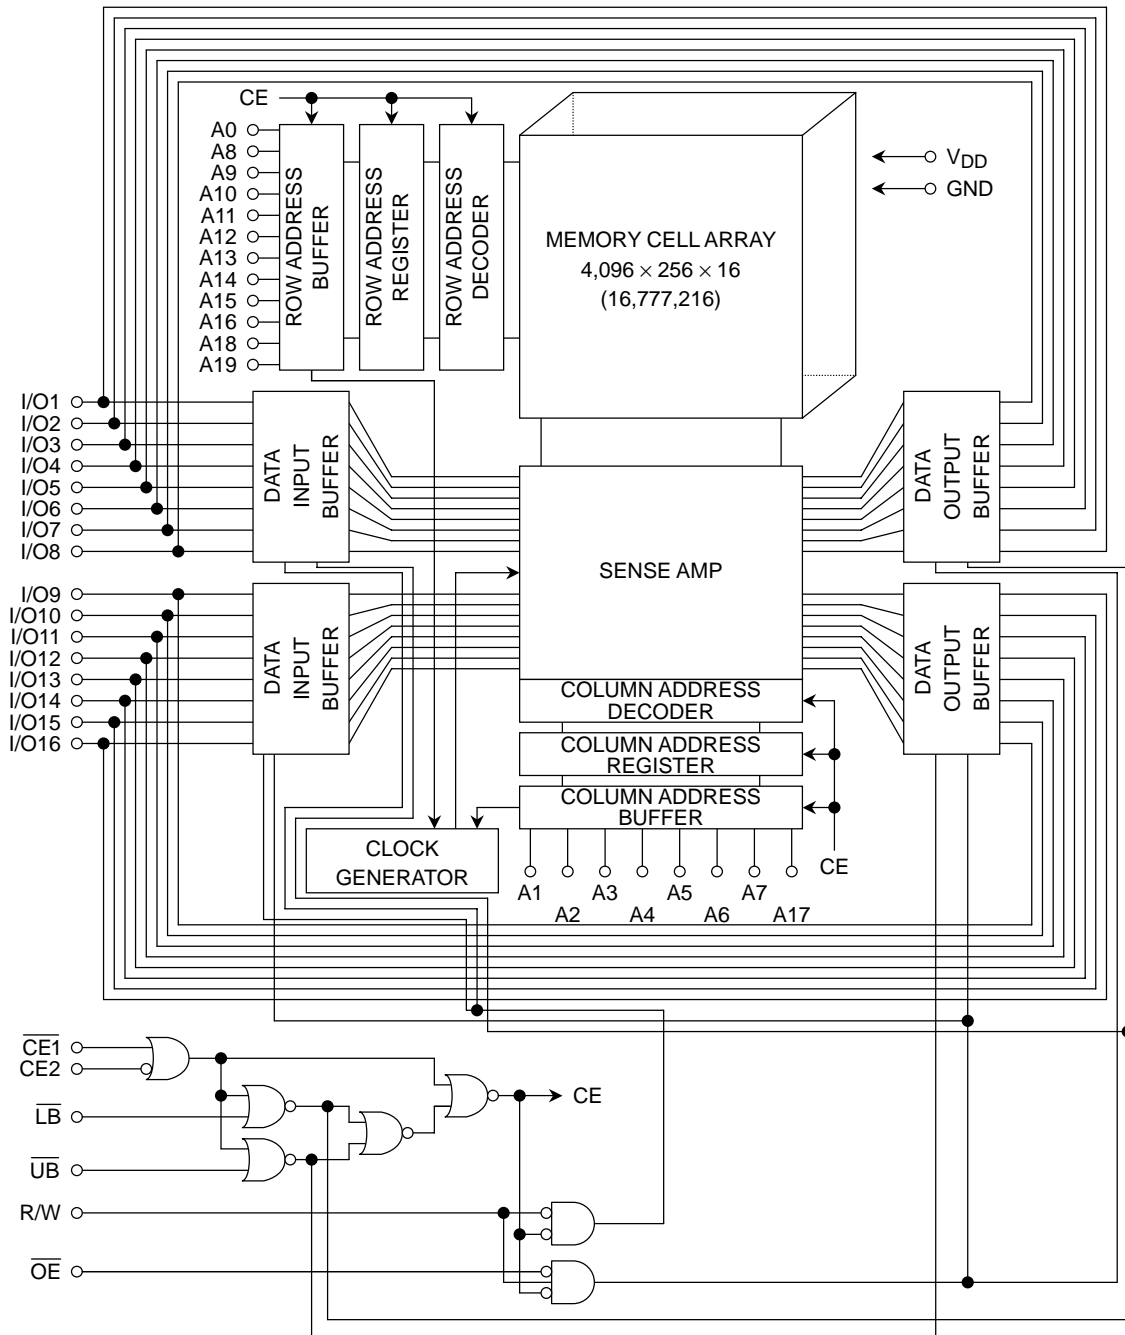 CE
A0
A8
A9
A10
A11
A12
A13
A14
A15
A16
A18
A19
ROW ADDRESS
BUFFER
ROW ADDRESS
REGISTER
ROW ADDRESS
DECODER
MEMORY CELL ARRAY
4,096 × 256 × 16
(16,777,216)
VDD
GND
I/O1
I/O2
I/O3
I/O4
I/O5
I/O6
I/O7
I/O8
DATA
INPUT
BUFFER
SENSE AMP
DATA
OUTPUT
BUFFER
I/O9
I/O10
I/O11
I/O12
I/O13
I/O14
I/O15
I/O16
DATA
INPUT
BUFFER
DATA
OUTPUT
BUFFER
COLUMN ADDRESS
DECODER
COLUMN ADDRESS
REGISTER
COLUMN ADDRESS
BUFFER
CLOCK
GENERATOR
CE
A1
A3
A5
A7
A2
A4
A6
A17
C̅E̅1̅
CE2
L̅B̅
U̅B̅
R/W
O̅E̅
CE